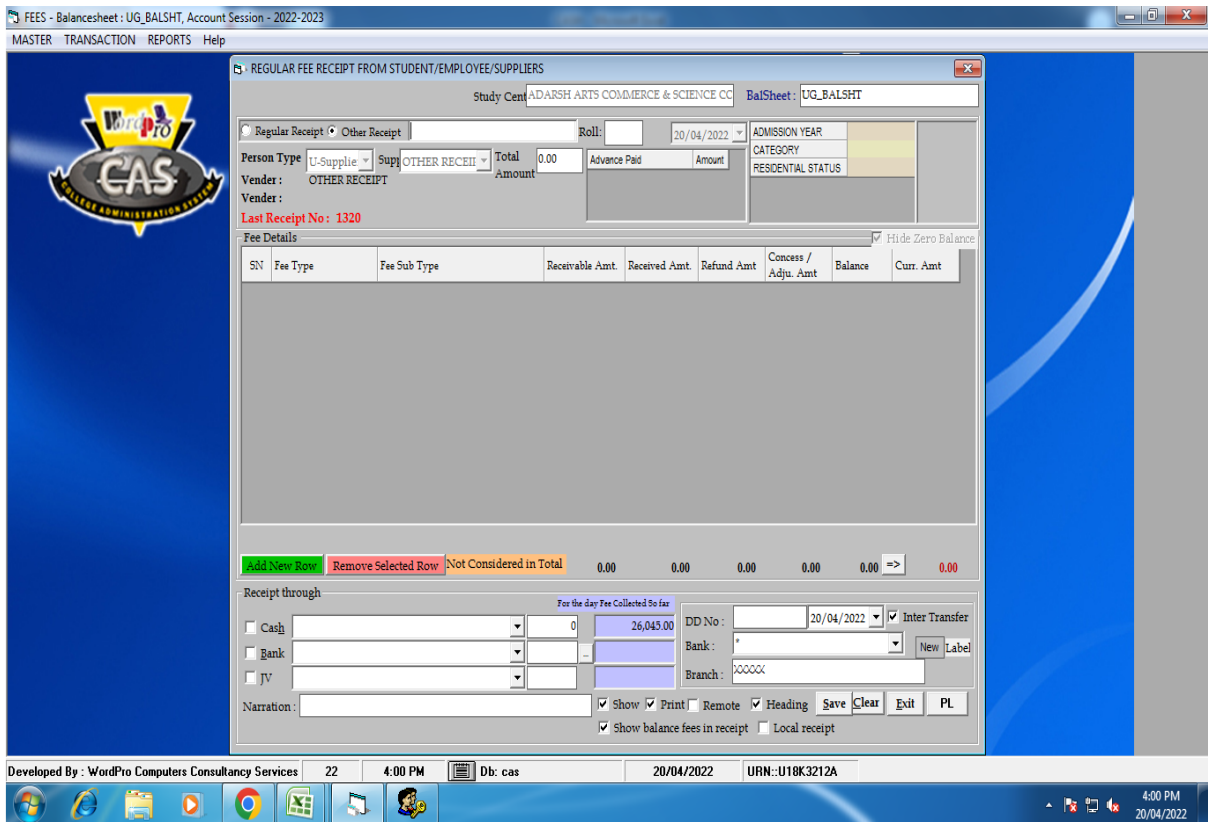 FEES - Balancesheet : UG_BALSHT, Account Session - 2022-2023
MASTER TRANSACTION REPORTS Help
Wordpro
CAS
COLLEGE ADMINISTRATION SYSTEM
REGULAR FEE RECEIPT FROM STUDENT/EMPLOYEE/SUPPLIERS
Study Cent ADARSH ARTS COMMERCE & SCIENCE CC BalSheet : UG_BALSHT
Regular Receipt Other Receipt Roll: 20/04/2022 ADMISSION YEAR
CATEGORY
RESIDENTIAL STATUS
Person Type U-Supplie Supp OTHER RECEII Total Amount 0.00 Advance Paid Amount
Vender : OTHER RECEIPT
Vender :
Last Receipt No : 1320
Fee Details Hide Zero Balance
SN Fee Type Fee Sub Type Receivable Amt. Received Amt. Refund Amt Concess / Adju. Amt Balance Curr. Amt
Add New Row Remove Selected Row Not Considered in Total 0.00 0.00 0.00 0.00 0.00 => 0.00
Receipt through
For the day Fee Collected So far
Cash 0 26,045.00 DD No : 20/04/2022 Inter Transfer
Bank ... Bank : * New Label
JV Branch : XXXXX
Narration : Show Print Remote Heading Save Clear Exit PL
Show balance fees in receipt Local receipt
Developed By : WordPro Computers Consultancy Services 22 4:00 PM Db: cas 20/04/2022 URN::U18K3212A
4:00 PM
20/04/2022